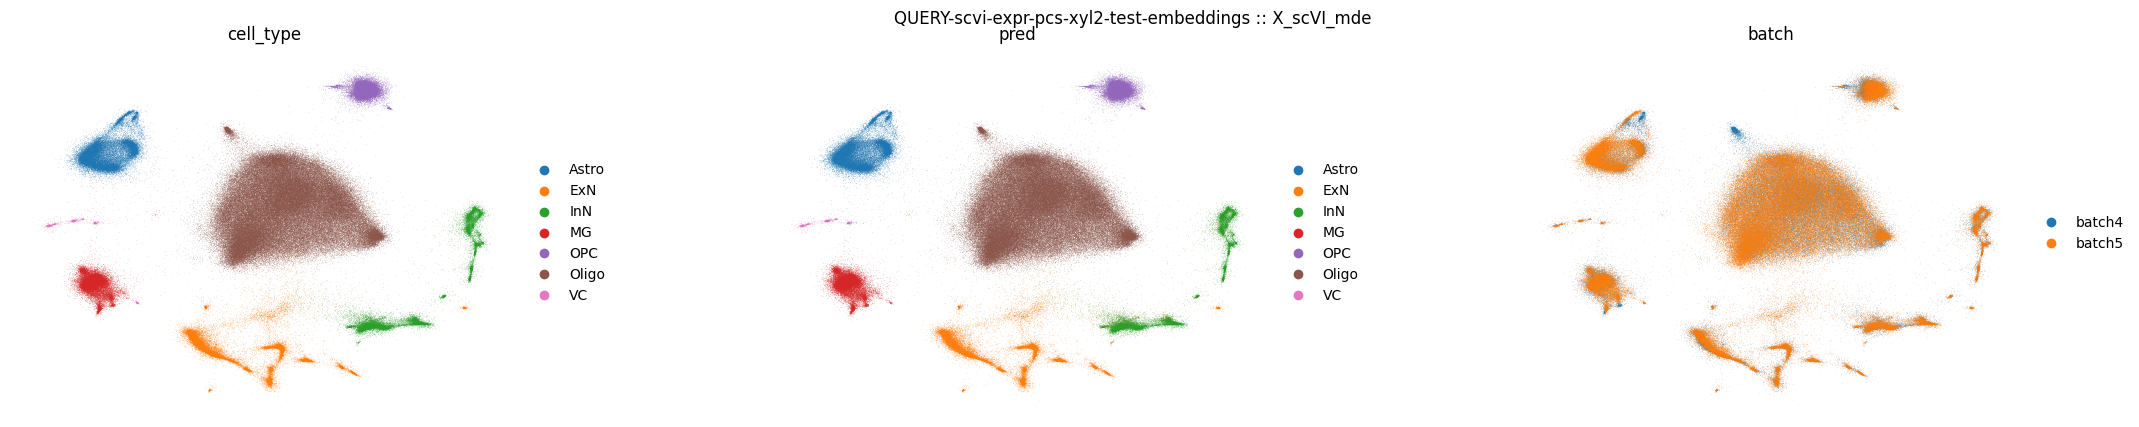 QUERY-scvi-expr-pcs-xyl2-test-embeddings :: X_scVI_mde
cell_type
Astro
ExN
InN
MG
OPC
Oligo
VC
pred
Astro
ExN
InN
MG
OPC
Oligo
VC
batch
batch4
batch5